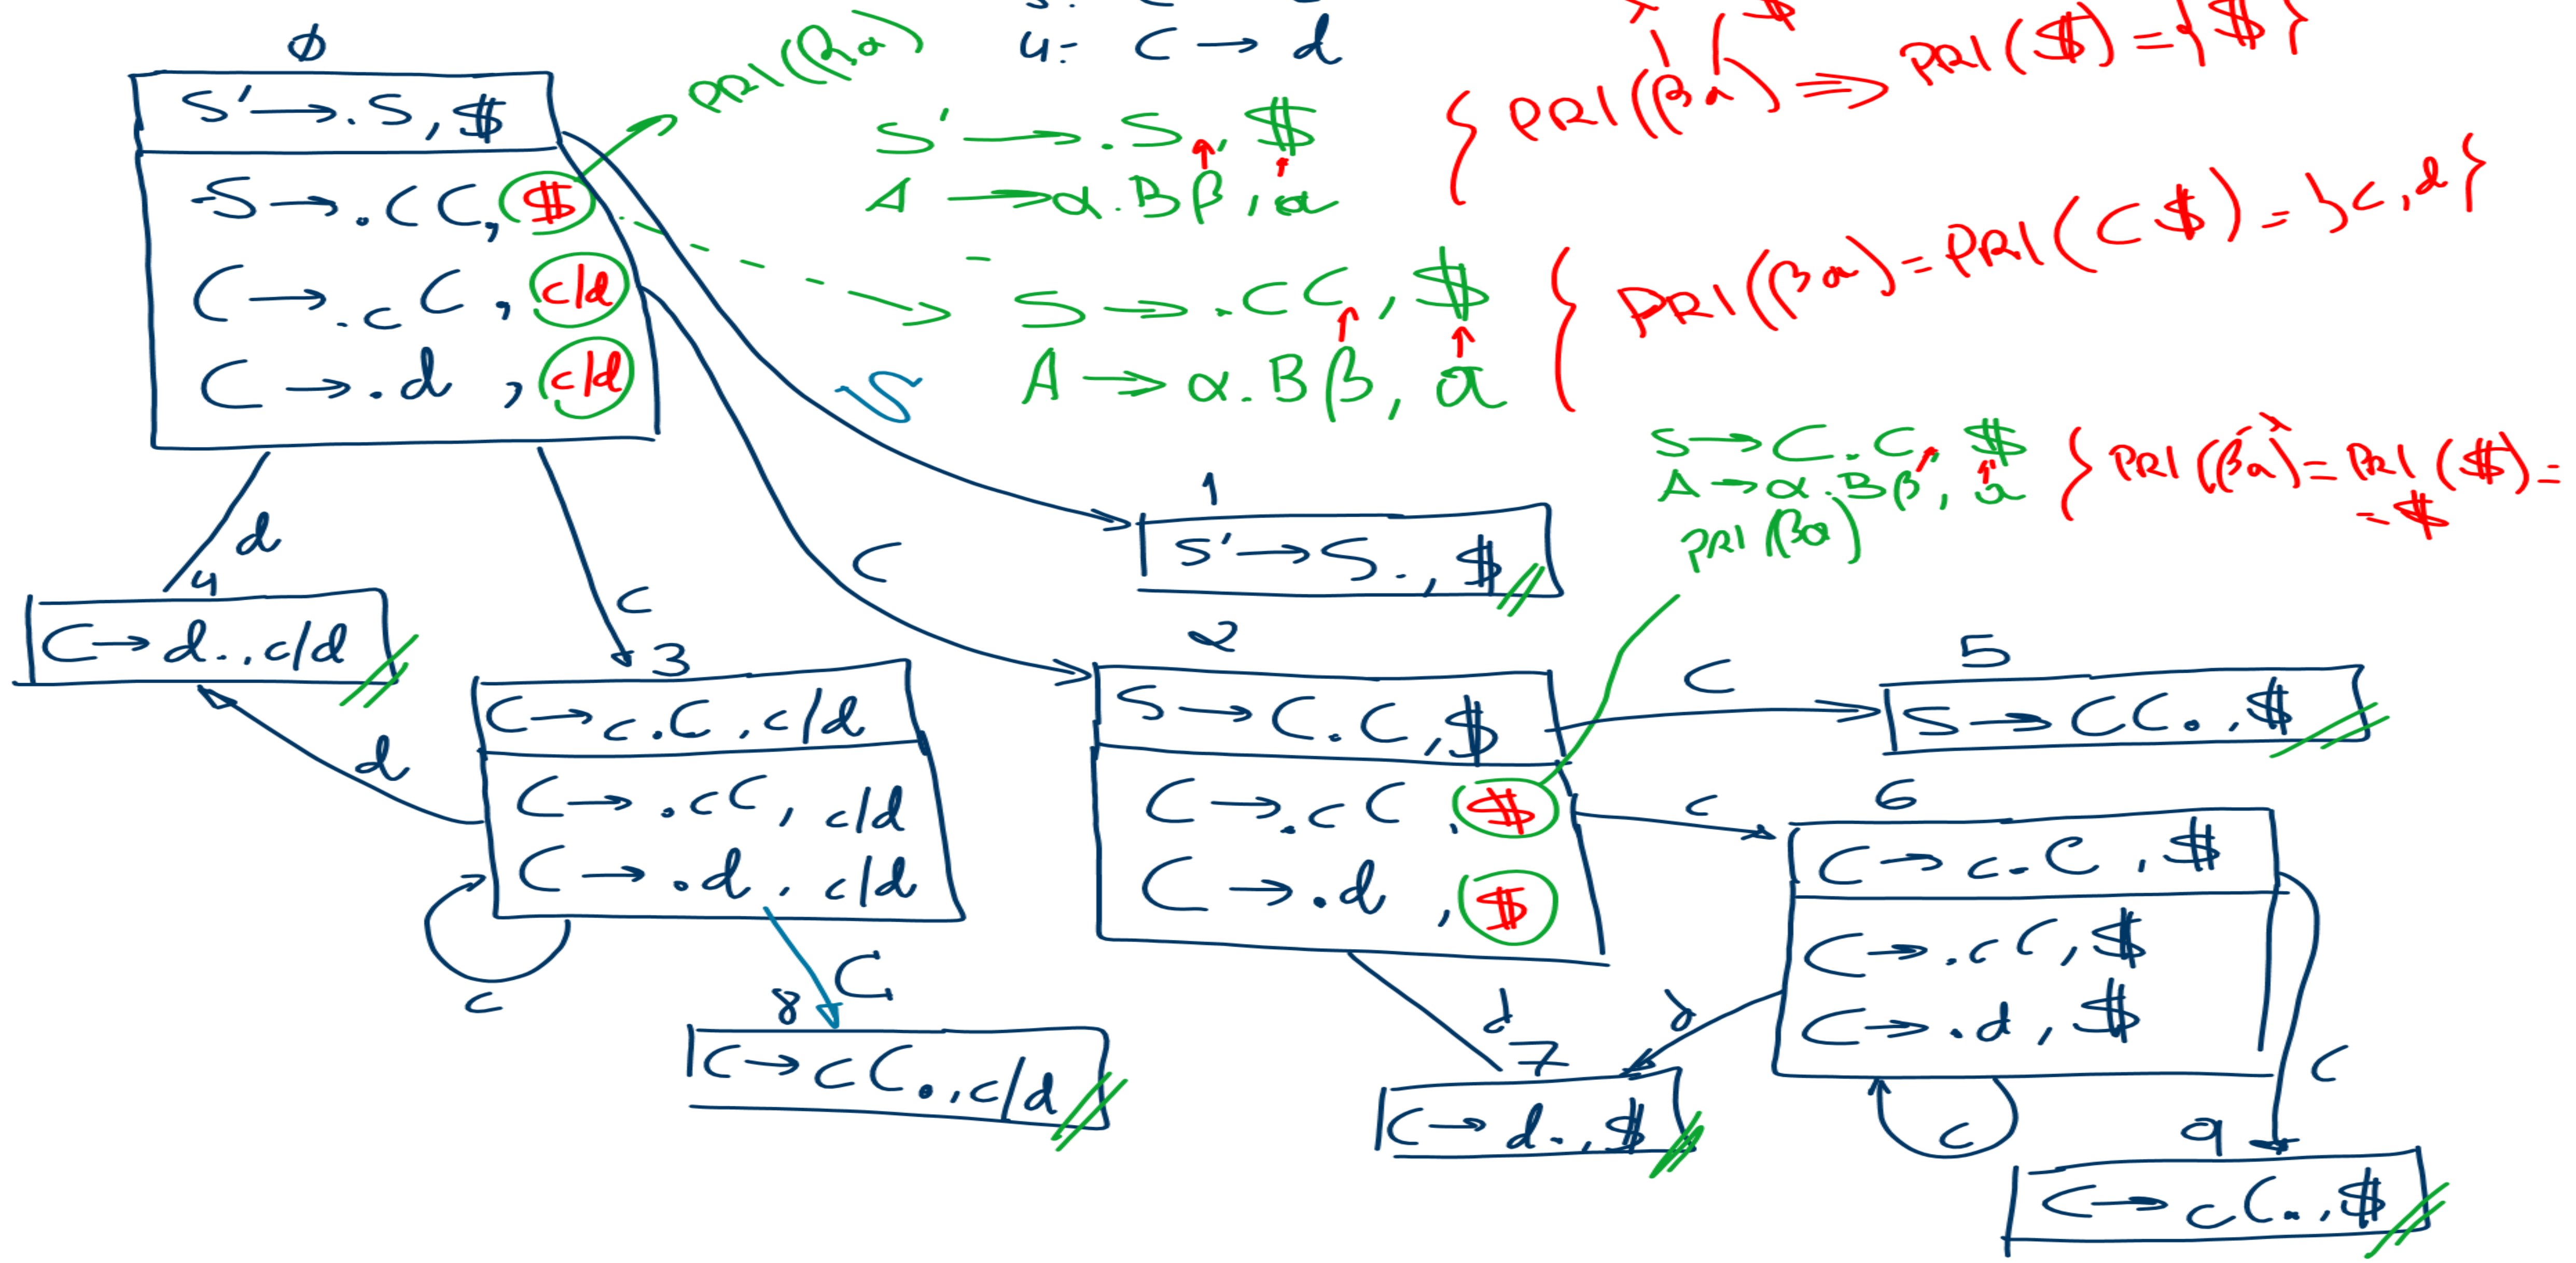 4: C → d
0
S' → .S, $
S → .CC, $
C → .cC, c/d
C → .d, c/d
PRI(βa)
S' → .S, $
A → α.Bβ, a
PRI(βa) ⇒ PRI($) = {$}
S → .CC, $
A → α.Bβ, a
PRI(βa) = PRI(C$) = {c,d}
S → C.C, $
A → α.Bβ, a
PRI(βa)
PRI(βa) = PRI($) =
= $
S
C
d
c
1
S' → S., $
4
C → d., c/d
3
C → c.C, c/d
C → .cC, c/d
C → .d, c/d
d
c
C
8
C → cC., c/d
2
S → C.C, $
C → .cC, $
C → .d, $
C
c
d
5
S → CC., $
6
C → c.C, $
C → .cC, $
C → .d, $
d
c
C
7
C → d., $
9
C → cC., $